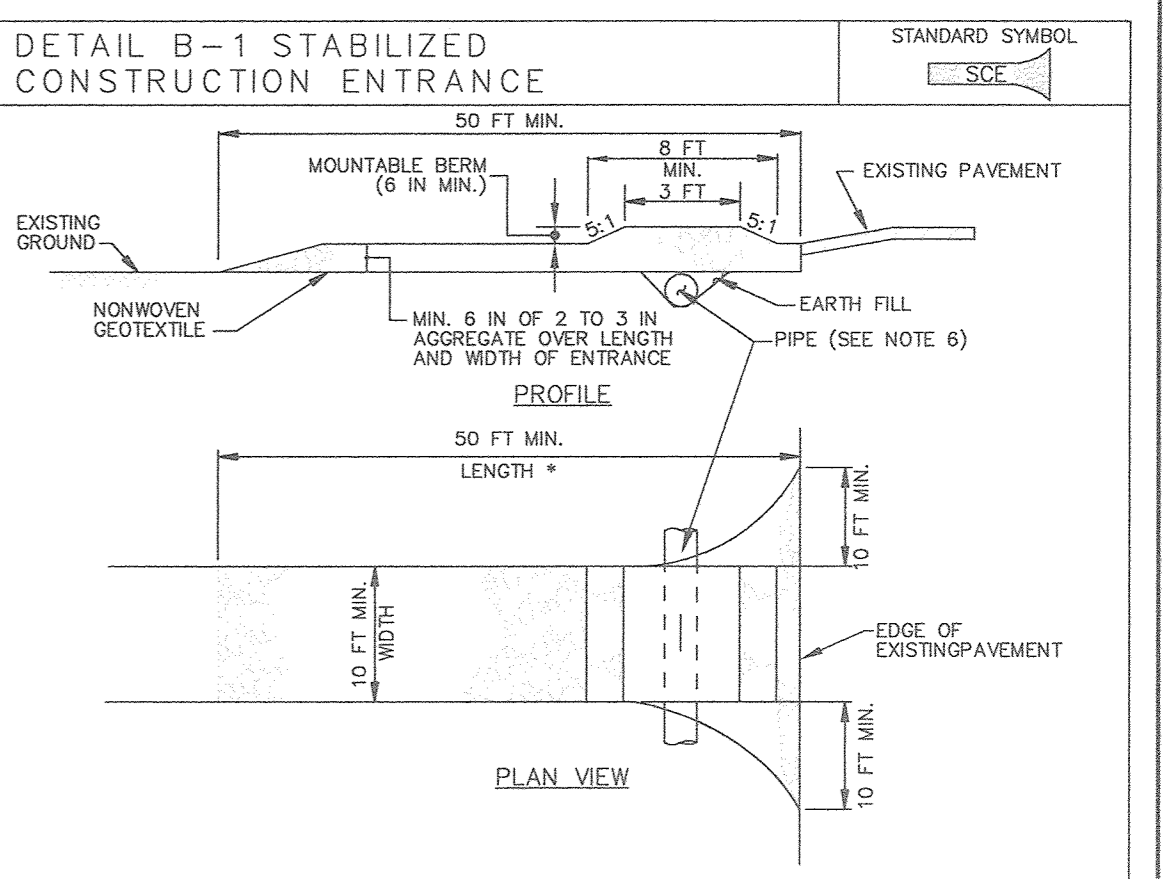 DETAIL B-1 STABILIZED
CONSTRUCTION ENTRANCE
STANDARD SYMBOL
SCE
50 FT MIN.
8 FT
MIN.
3 FT
MOUNTABLE BERM
(6 IN MIN.)
5:1
5:1
EXISTING PAVEMENT
EXISTING
GROUND
NONWOVEN
GEOTEXTILE
MIN. 6 IN OF 2 TO 3 IN
AGGREGATE OVER LENGTH
AND WIDTH OF ENTRANCE
EARTH FILL
PIPE (SEE NOTE 6)
PROFILE
50 FT MIN.
LENGTH *
10 FT MIN.
10 FT MIN.
WIDTH
EDGE OF
EXISTINGPAVEMENT
10 FT MIN.
PLAN VIEW